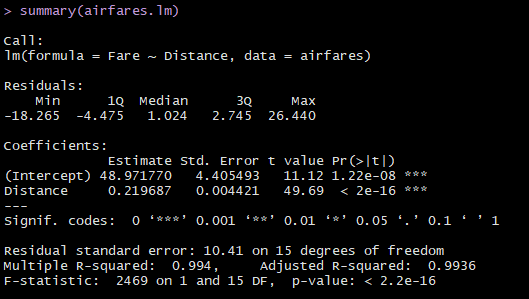 > summary(airfares.lm)
Call:
lm(formula = Fare ~ Distance, data = airfares)
Residuals:
    Min      1Q  Median      3Q     Max
-18.265  -4.475   1.024   2.745  26.440
Coefficients:
             Estimate Std. Error t value Pr(>|t|)
(Intercept) 48.971770   4.405493   11.12 1.22e-08 ***
Distance     0.219687   0.004421   49.69  < 2e-16 ***
---
Signif. codes:  0 ‘***’ 0.001 ‘**’ 0.01 ‘*’ 0.05 ‘.’ 0.1 ‘ ’ 1
Residual standard error: 10.41 on 15 degrees of freedom
Multiple R-squared:  0.994,     Adjusted R-squared:  0.9936
F-statistic:  2469 on 1 and 15 DF,  p-value: < 2.2e-16